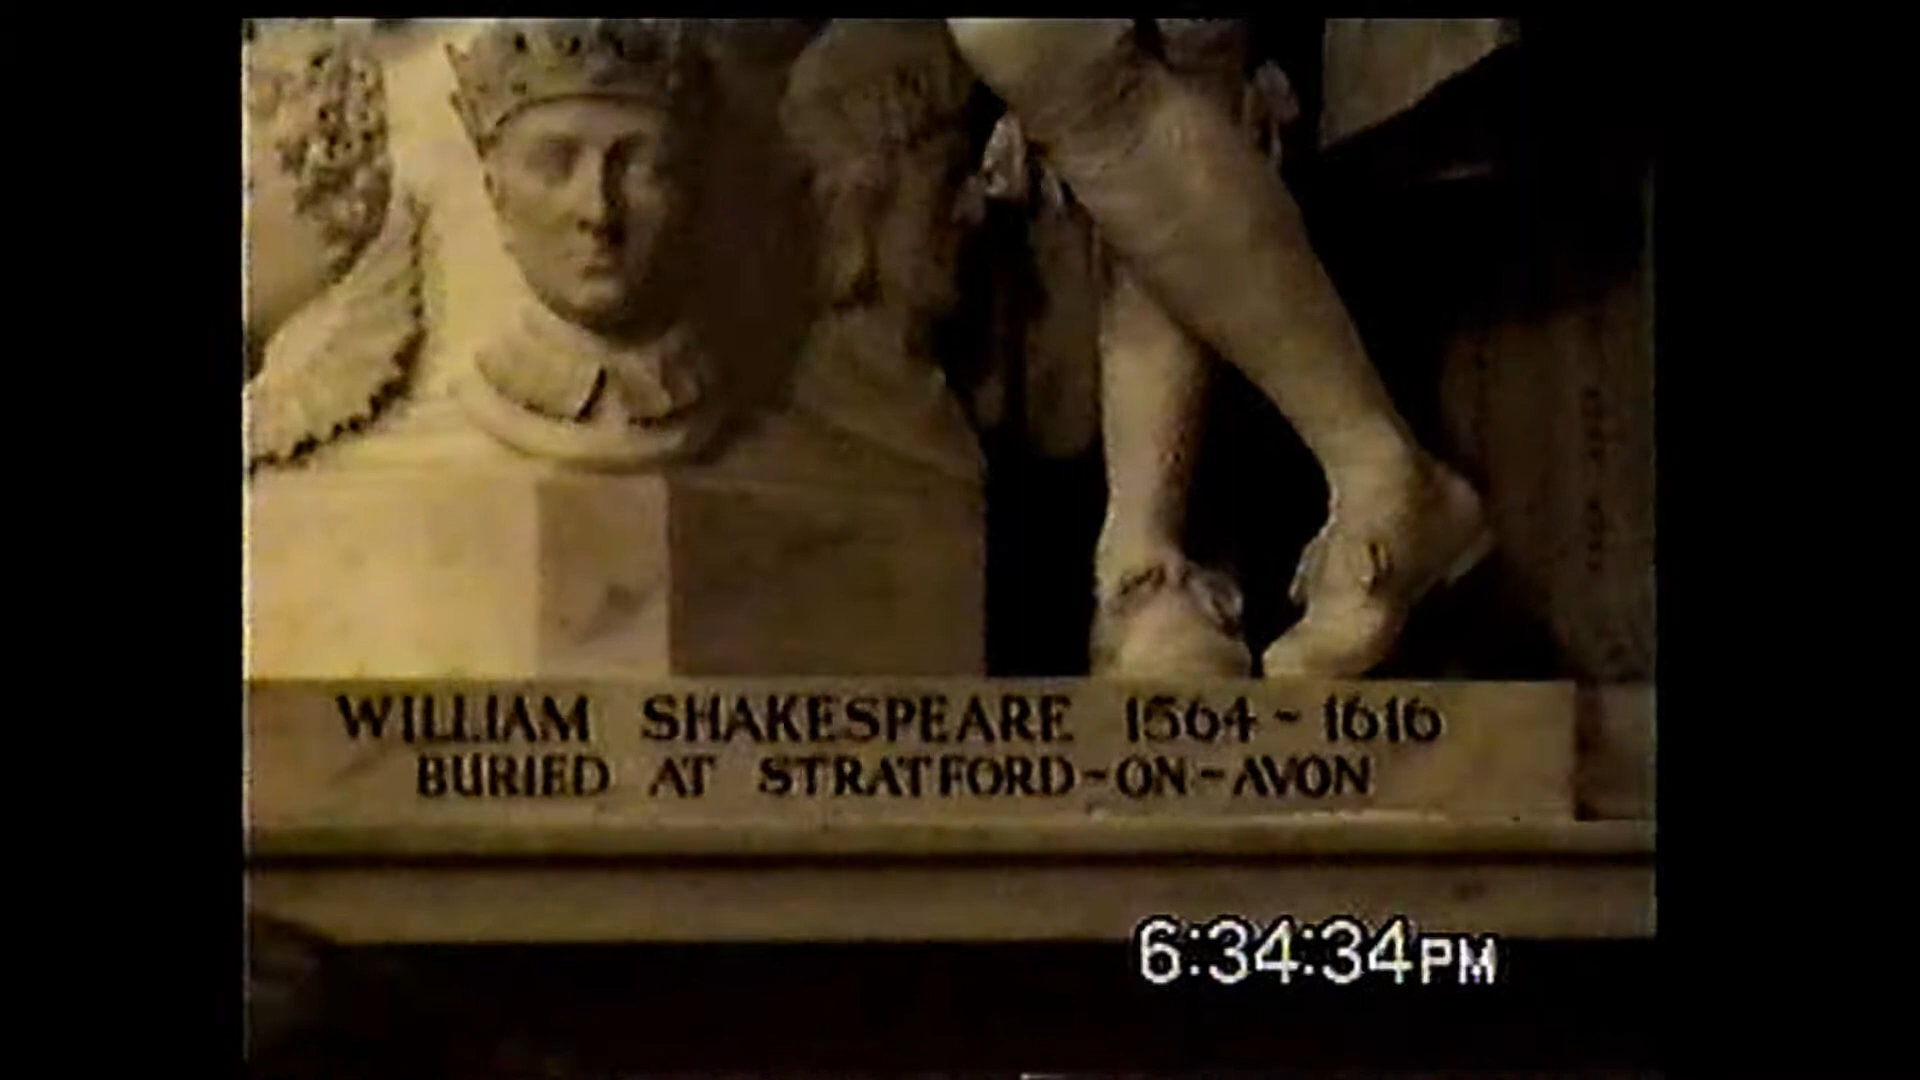 WILLIAM SHAKESPEARE 1564-1616
BURIED AT STRATFORD-ON-AVON
6:34:34PM